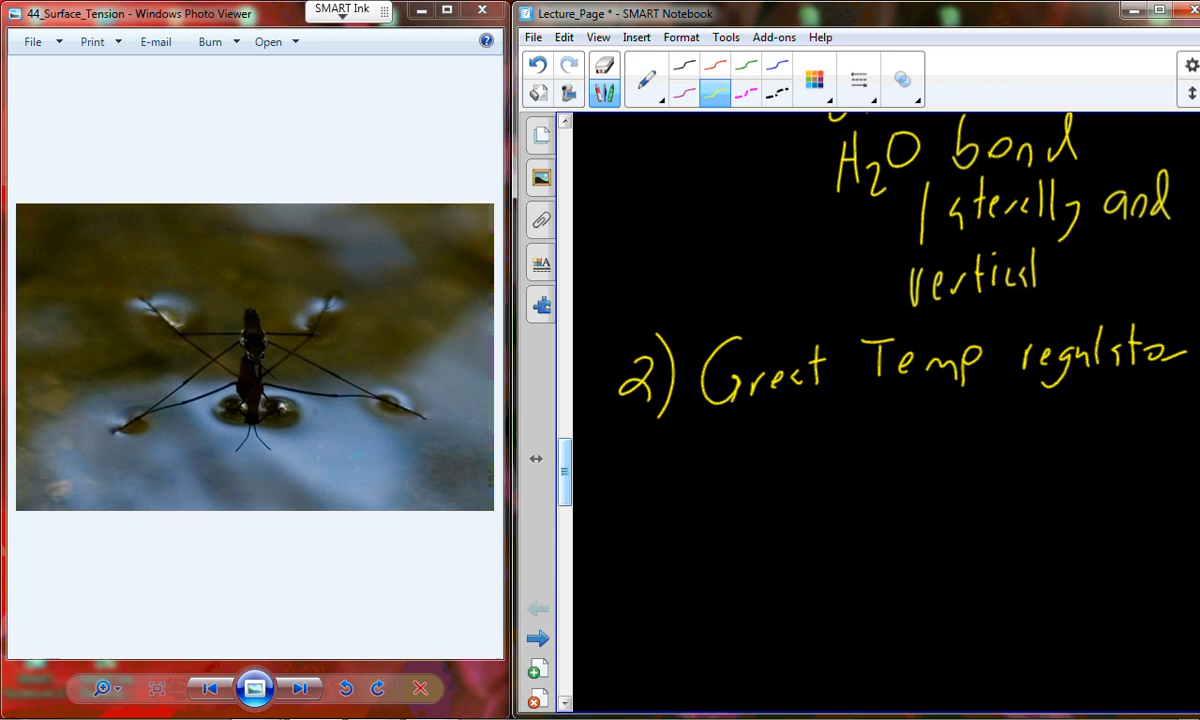 44_Surface_Tension - Windows Photo Viewer
SMART Ink
File Print E-mail Burn Open
Lecture_Page * - SMART Notebook
File Edit View Insert Format Tools Add-ons Help
H2O bond
laterally and
vertical
2) Great Temp regulator